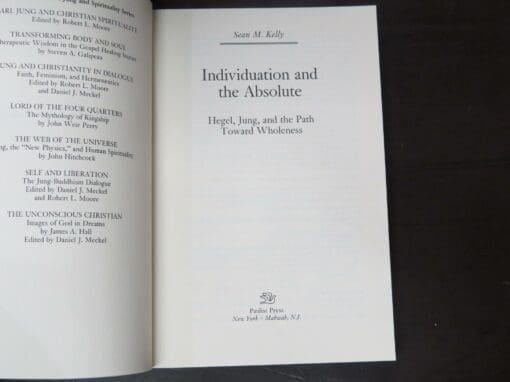 Jung and Spirituality Series
CARL JUNG AND CHRISTIAN SPIRITUALITY
Edited by Robert L. Moore
TRANSFORMING BODY AND SOUL
Therapeutic Wisdom in the Gospel Healing Stories
by Steven A. Galipeau
JUNG AND CHRISTIANITY IN DIALOGUE
Faith, Feminism, and Hermeneutics
Edited by Robert L. Moore
and Daniel J. Meckel
LORD OF THE FOUR QUARTERS
The Mythology of Kingship
by John Weir Perry
THE WEB OF THE UNIVERSE
the "New Physics," and Human Spirituality
by John Hitchcock
SELF AND LIBERATION
The Jung-Buddhism Dialogue
Edited by Daniel J. Meckel
and Robert L. Moore
THE UNCONSCIOUS CHRISTIAN
Images of God in Dreams
by James A. Hall
Edited by Daniel J. Meckel
Sean M. Kelly
Individuation and
the Absolute
Hegel, Jung, and the Path
Toward Wholeness
Paulist Press
New York • Mahwah, N.J.